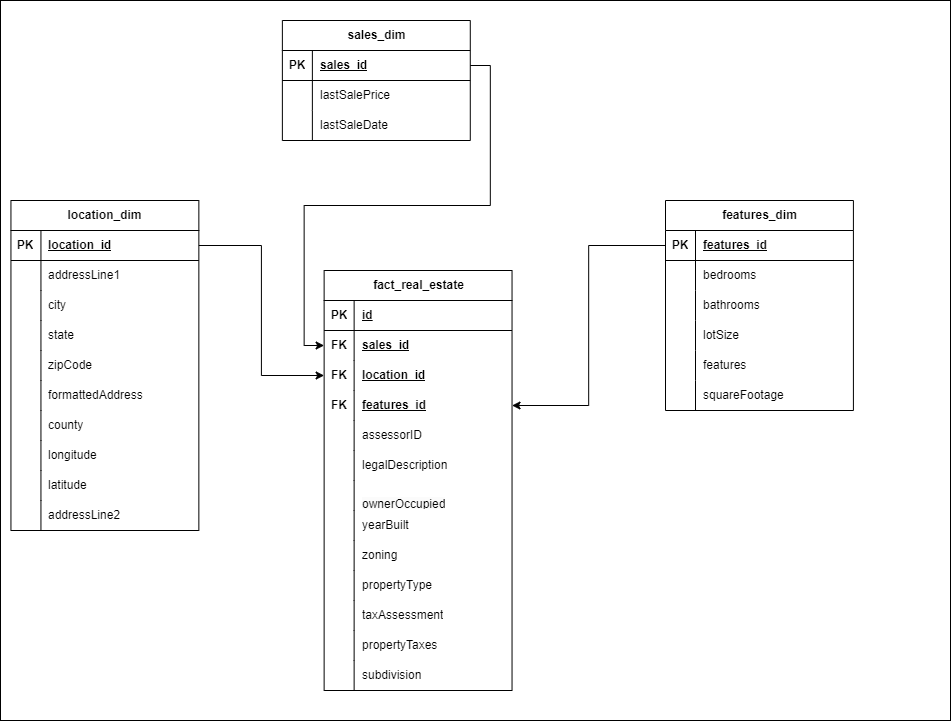 sales_dim
PK sales_id
lastSalePrice
lastSaleDate
location_dim
PK location_id
addressLine1
city
state
zipCode
formattedAddress
county
longitude
latitude
addressLine2
fact_real_estate
PK id
FK sales_id
FK location_id
FK features_id
assessorID
legalDescription
ownerOccupied
yearBuilt
zoning
propertyType
taxAssessment
propertyTaxes
subdivision
features_dim
PK features_id
bedrooms
bathrooms
lotSize
features
squareFootage